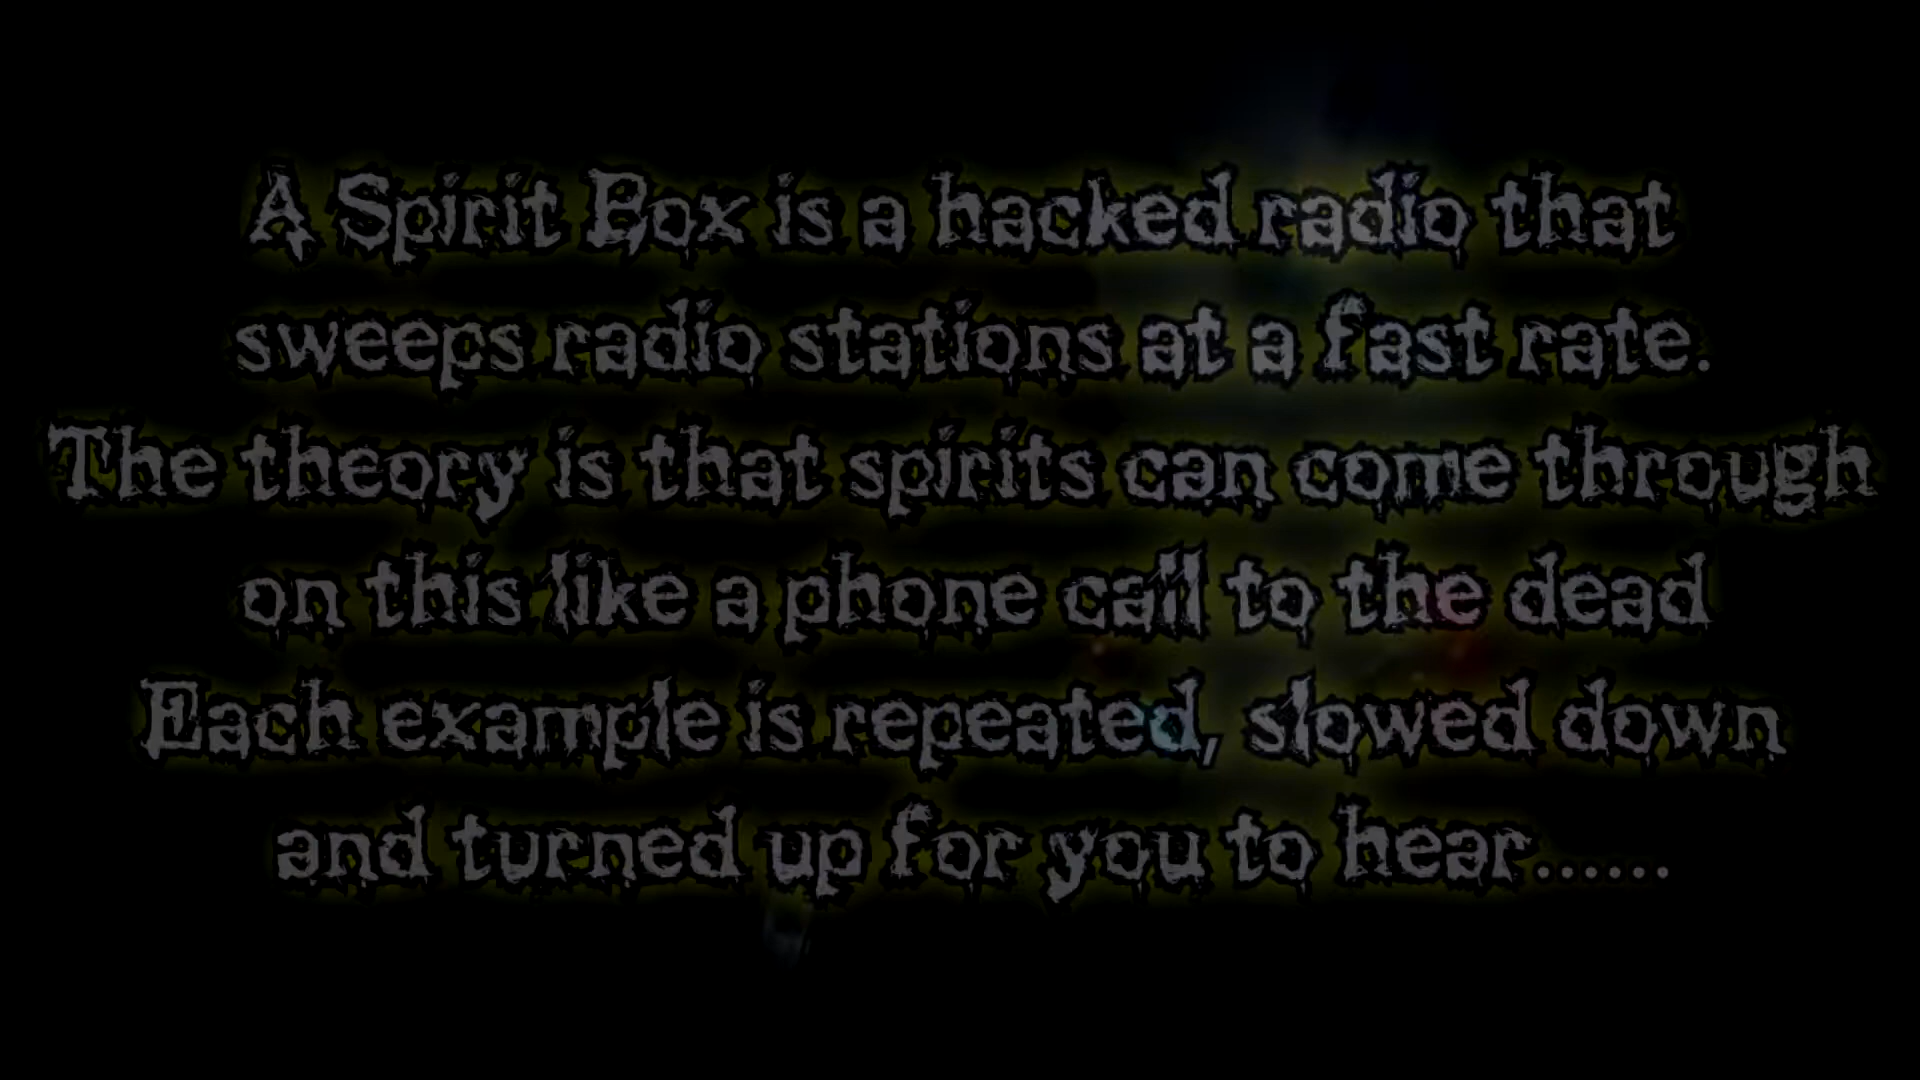 A Spirit Box is a hacked radio that
sweeps radio stations at a fast rate.
The theory is that spirits can come through
on this like a phone call to the dead
Each example is repeated, slowed down
and turned up for you to hear......